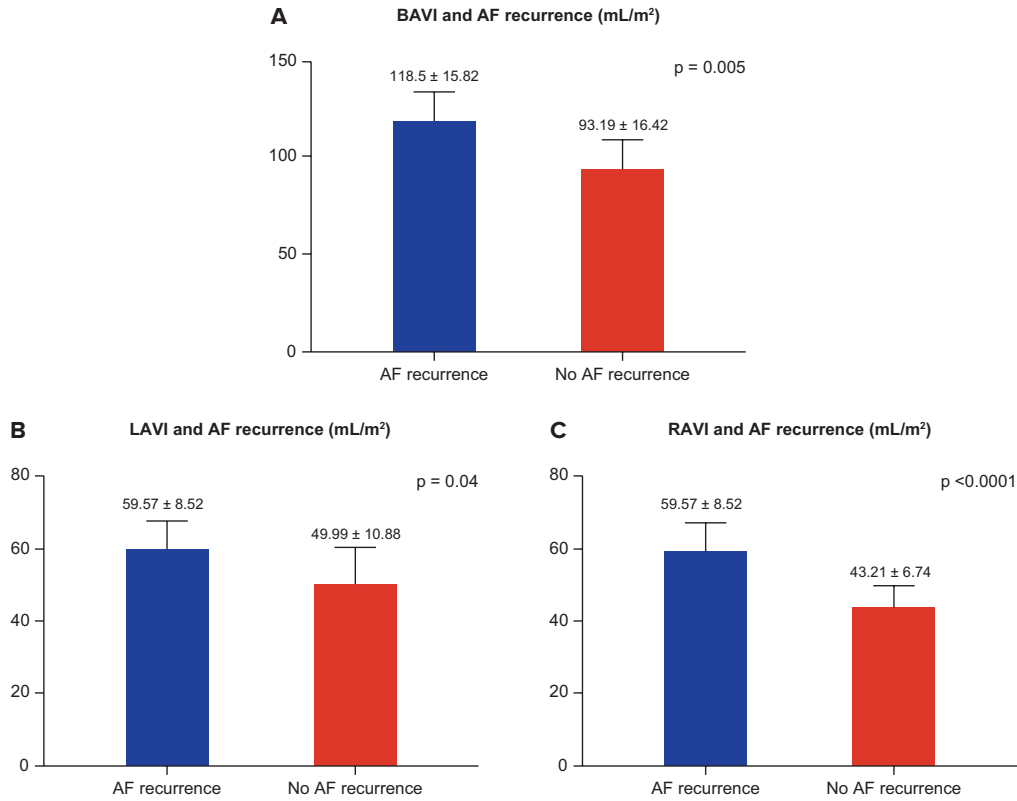 A
BAVI and AF recurrence (mL/m²)
150
100
50
0
118.5 ± 15.82
93.19 ± 16.42
p = 0.005
AF recurrence
No AF recurrence
B
LAVI and AF recurrence (mL/m²)
80
60
40
20
0
59.57 ± 8.52
49.99 ± 10.88
p = 0.04
AF recurrence
No AF recurrence
C
RAVI and AF recurrence (mL/m²)
80
60
40
20
0
59.57 ± 8.52
43.21 ± 6.74
p <0.0001
AF recurrence
No AF recurrence